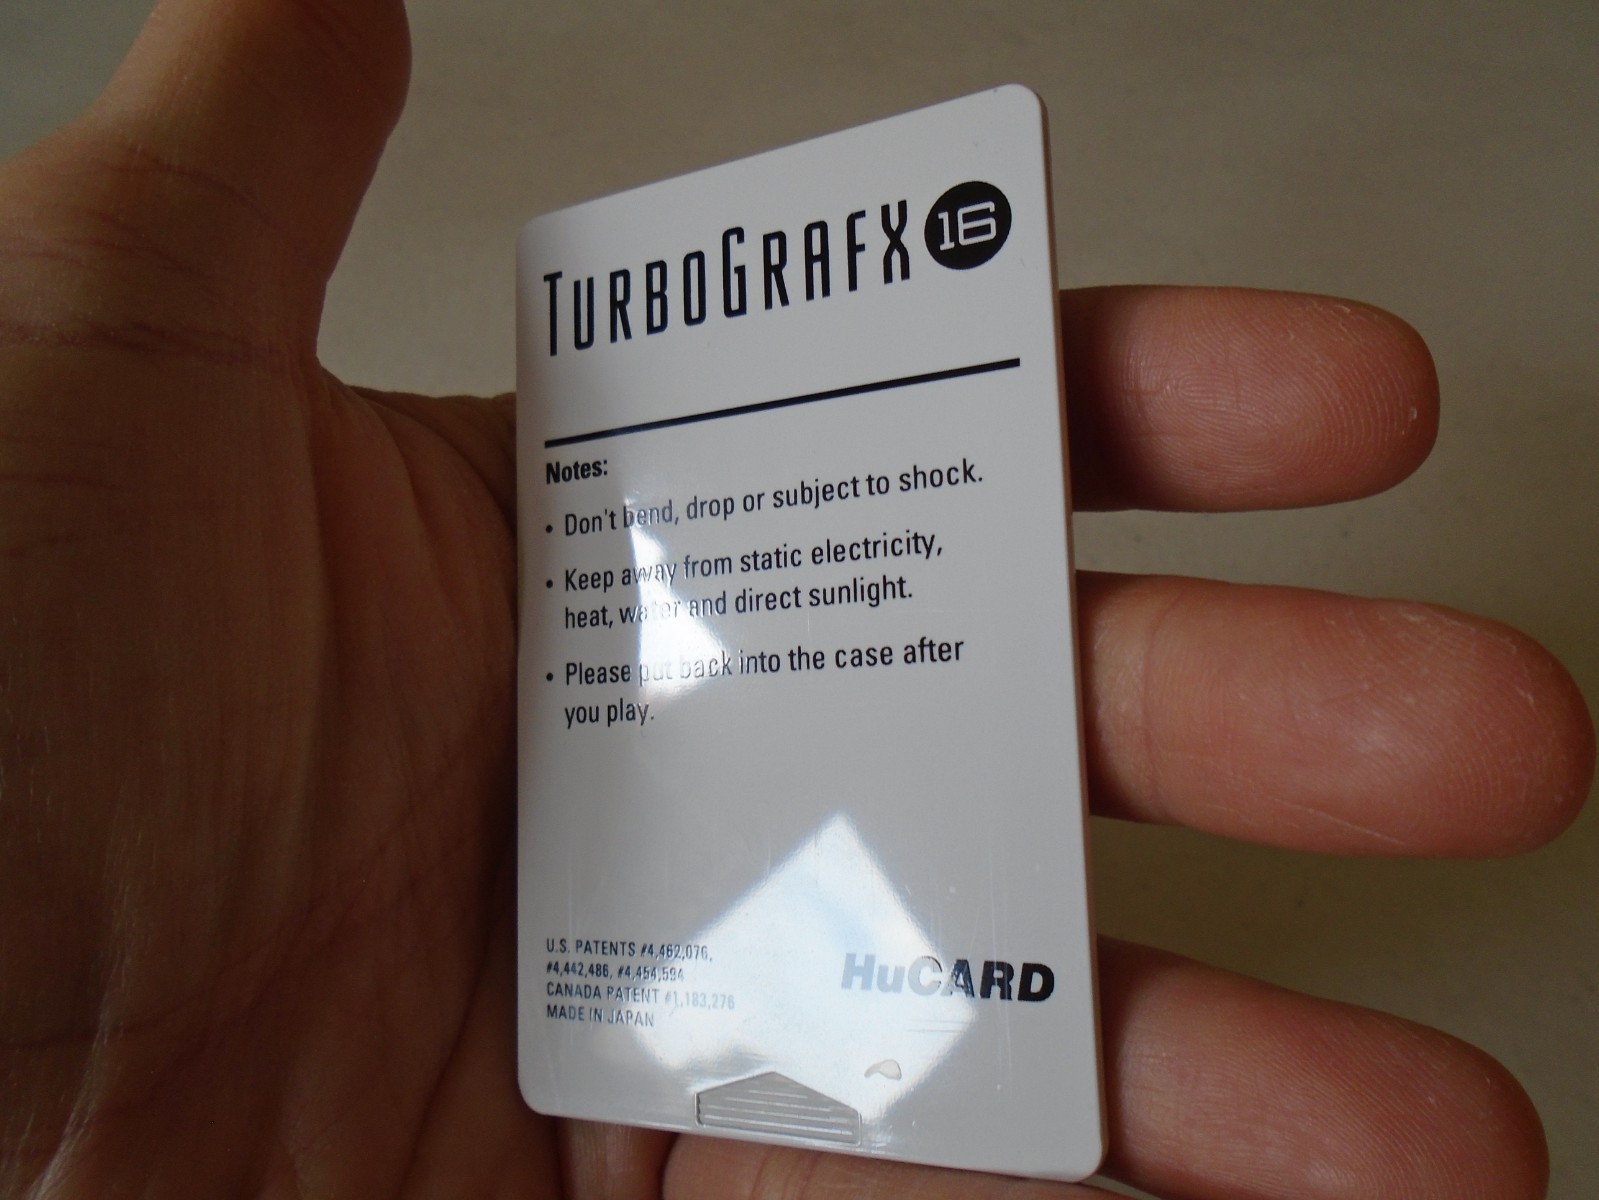 TURBOGRAFX 16
Notes:
• Don't bend, drop or subject to shock.
• Keep away from static electricity,
heat, water and direct sunlight.
• Please put back into the case after
you play.
U.S. PATENTS #4,462,076,
#4,442,486, #4,454,594
CANADA PATENT #1,183,276
MADE IN JAPAN
HuCARD